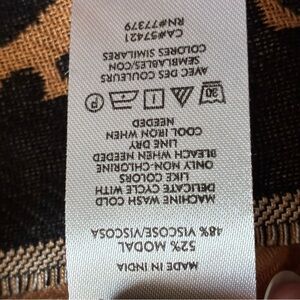 MADE IN INDIA
52% MODAL
48% VISCOSE/VISCOSA
MACHINE WASH COLD
DELICATE CYCLE WITH
LIKE COLORS
ONLY NON-CHLORINE
BLEACH WHEN NEEDED
LINE DRY
COOL IRON WHEN
NEEDED
30 P
AVEC DES COULEURS
SEMBLABLES/CON
COLORES SIMILARES
CA#57421
RN#77379